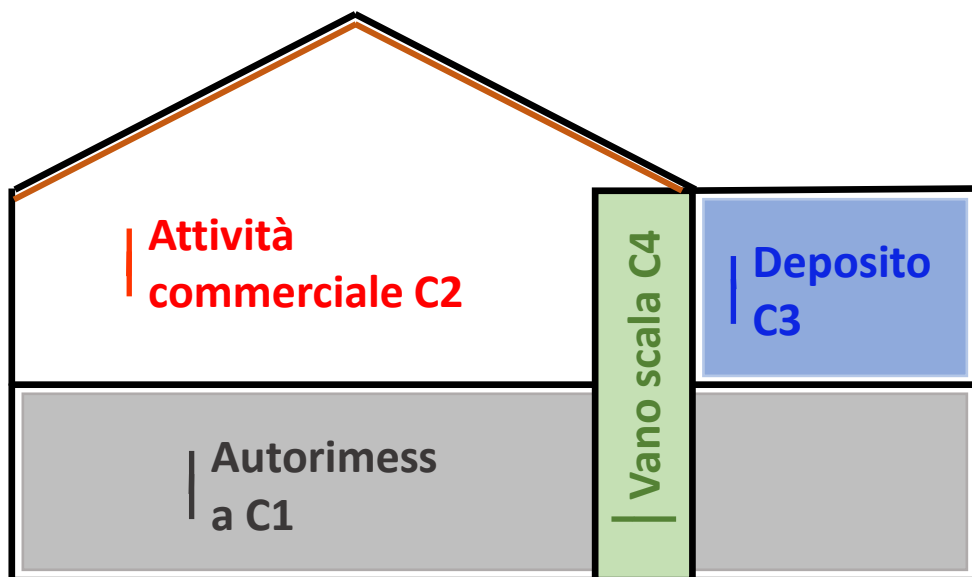 Attività
commerciale C2
Vano scala C4
Deposito
C3
Autorimess
a C1